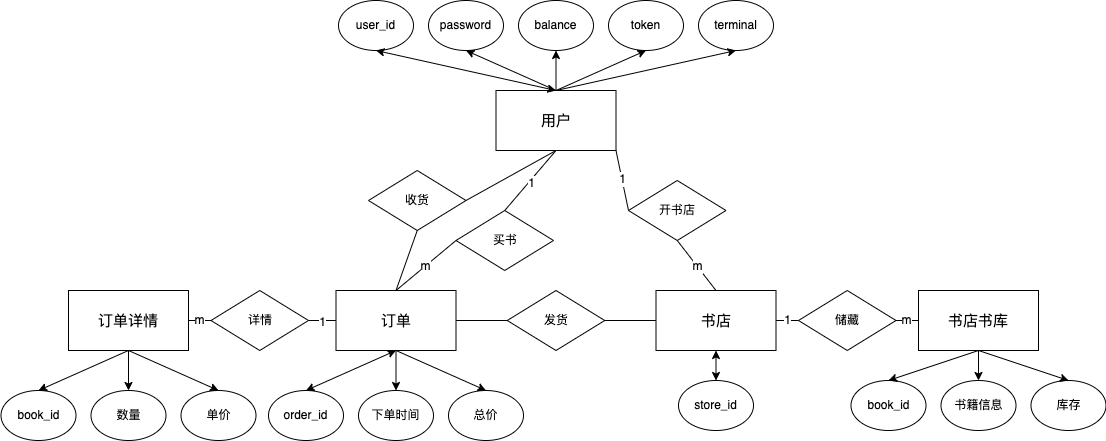 user_id
password
balance
token
terminal
用户
收货
1
1
开书店
买书
m
m
订单详情
m
详情
1
订单
发货
书店
1
储藏
m
书店书库
book_id
数量
单价
order_id
下单时间
总价
store_id
book_id
书籍信息
库存